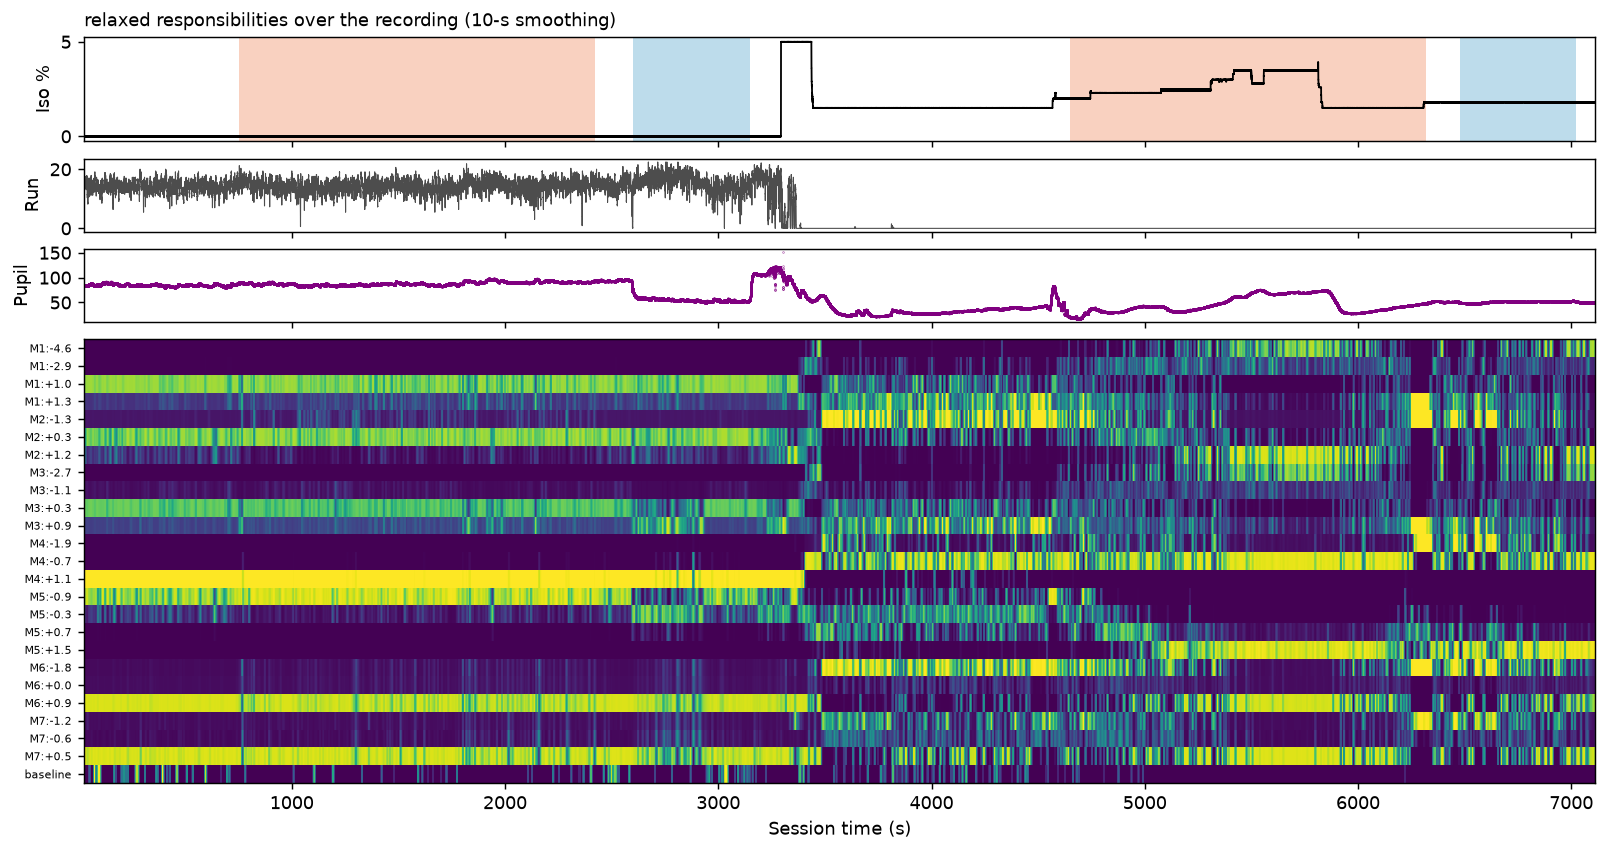 relaxed responsibilities over the recording (10-s smoothing)
5
Iso %
0
20
Run
0
150
Pupil
100
50
M1:-4.6
M1:-2.9
M1:+1.0
M1:+1.3
M2:-1.3
M2:+0.3
M2:+1.2
M3:-2.7
M3:-1.1
M3:+0.3
M3:+0.9
M4:-1.9
M4:-0.7
M4:+1.1
M5:-0.9
M5:-0.3
M5:+0.7
M5:+1.5
M6:-1.8
M6:+0.0
M6:+0.9
M7:-1.2
M7:-0.6
M7:+0.5
baseline
1000 2000 3000 4000 5000 6000 7000
Session time (s)